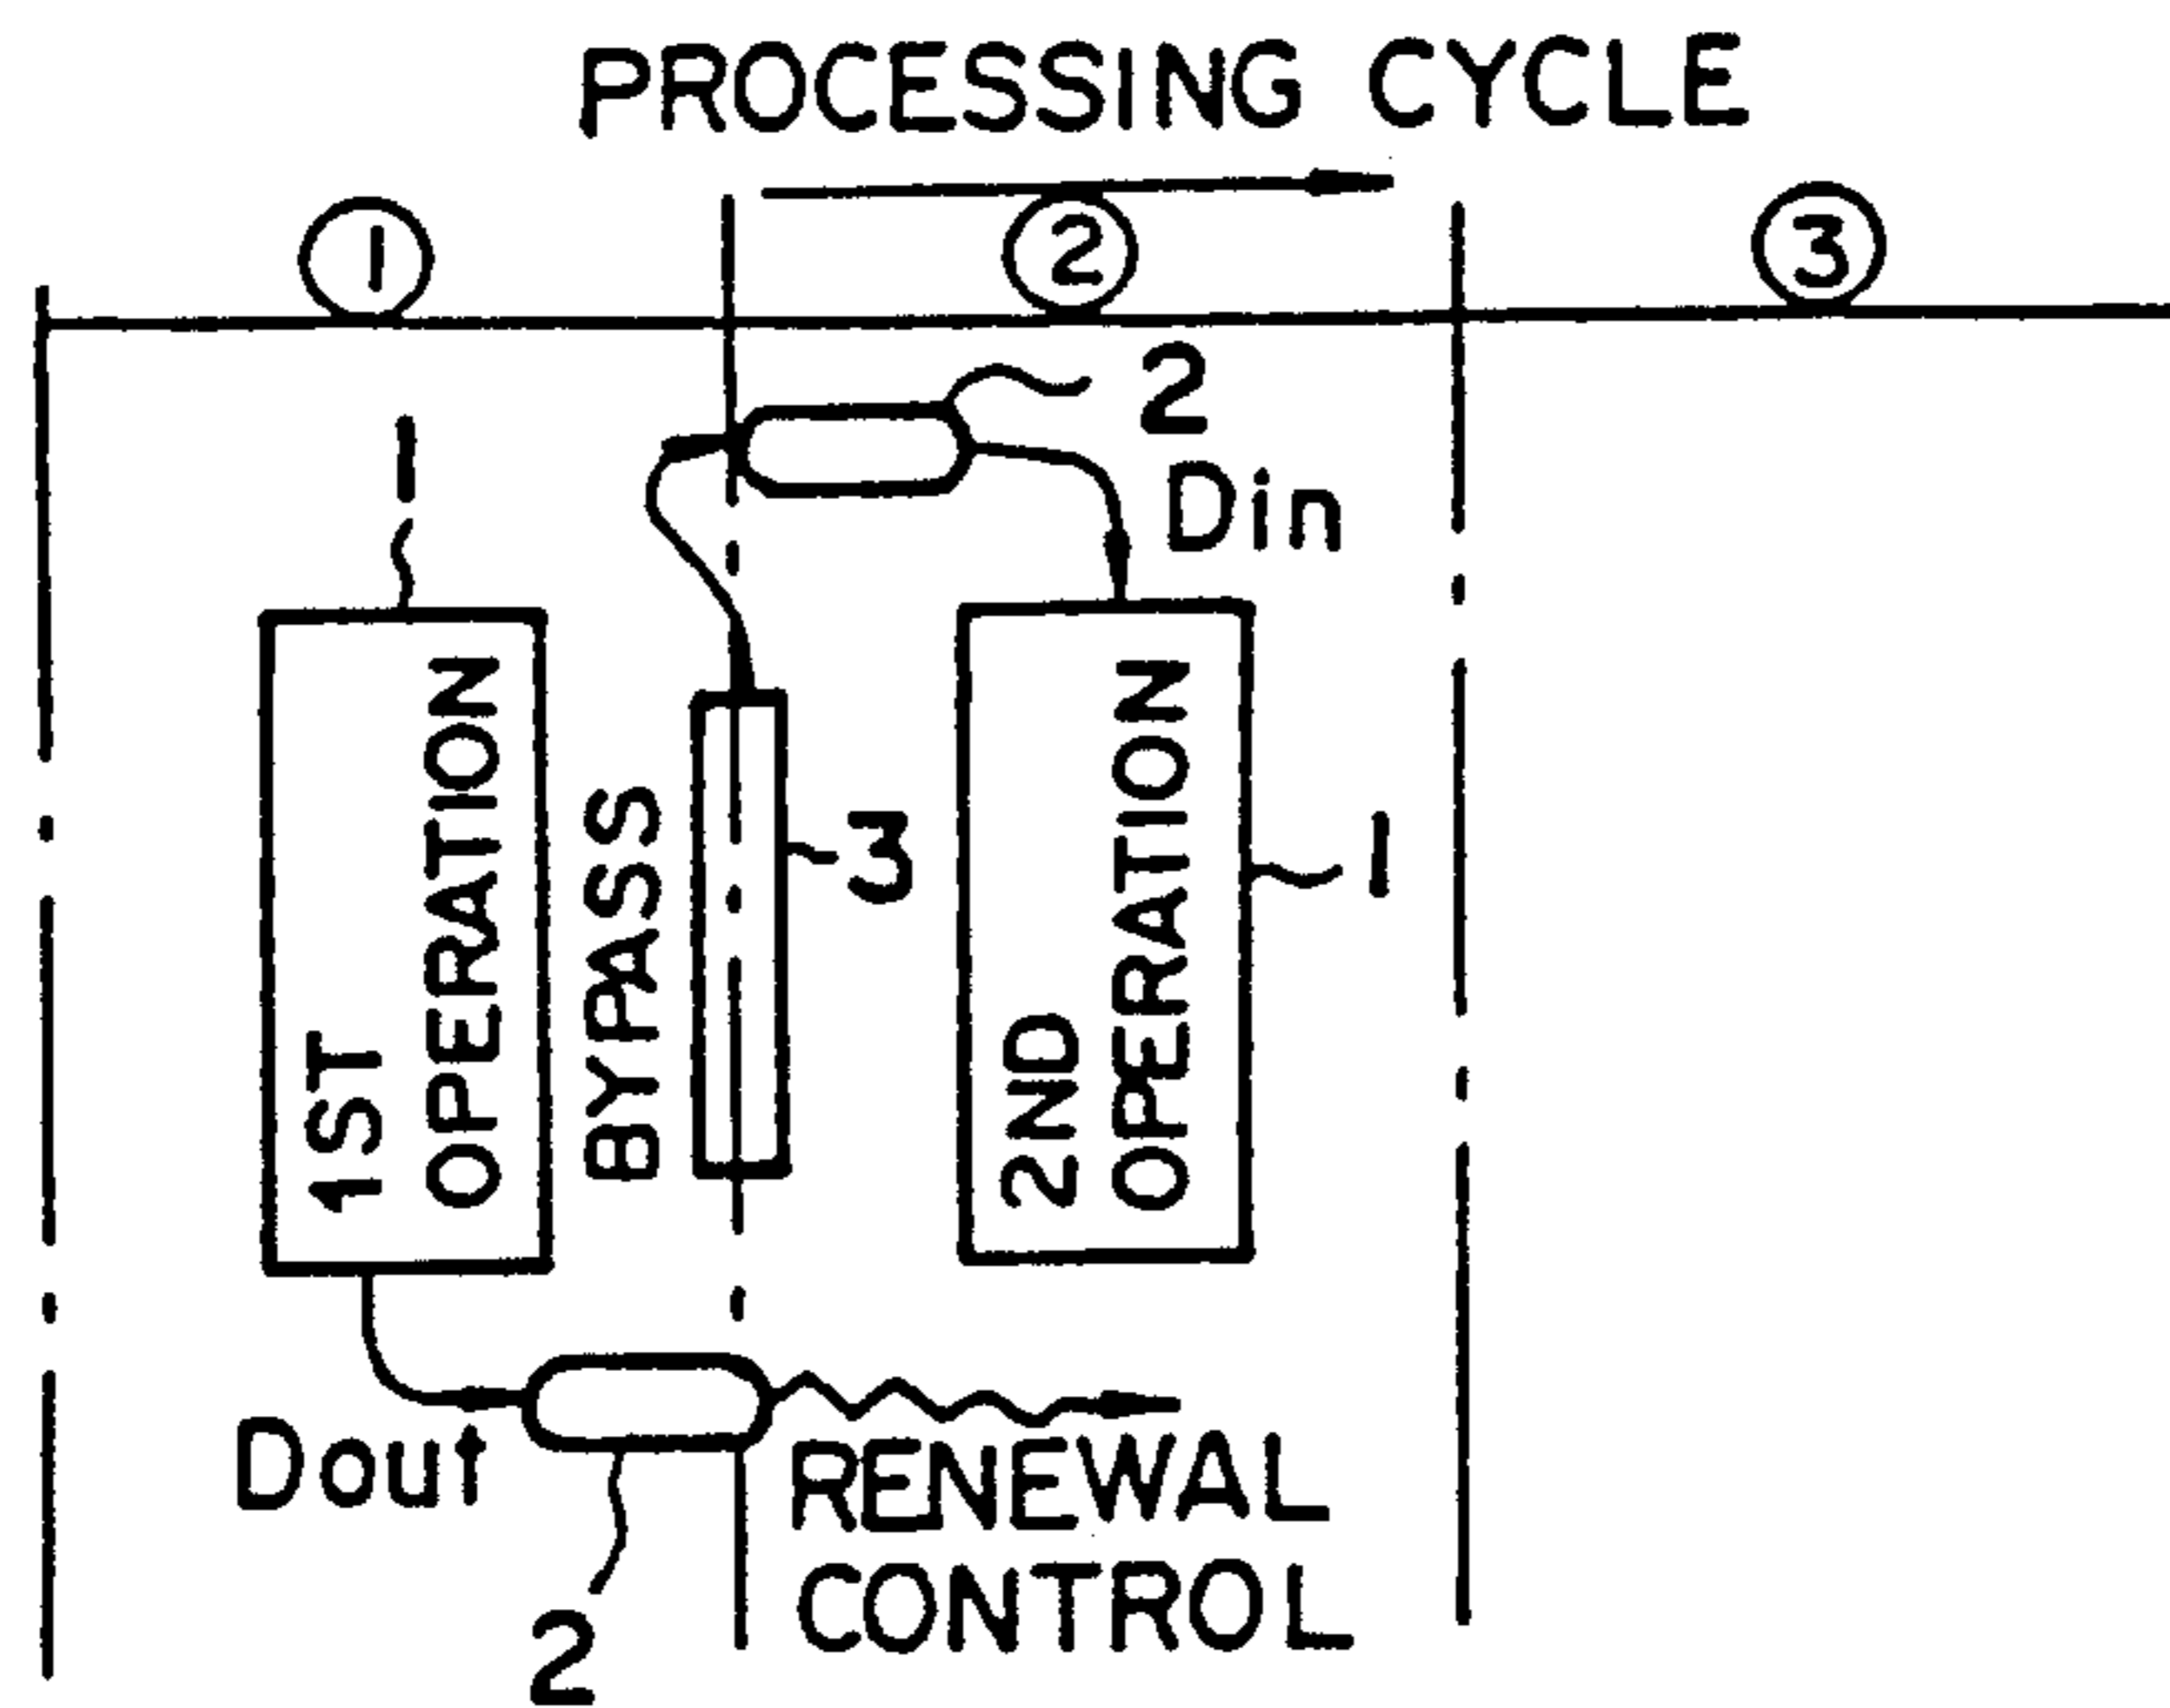 PROCESSING CYCLE
① ② ③
2
1
Din
1ST
OPERATION
BYPASS
3
2ND
OPERATION
1
Dout
RENEWAL
CONTROL
2